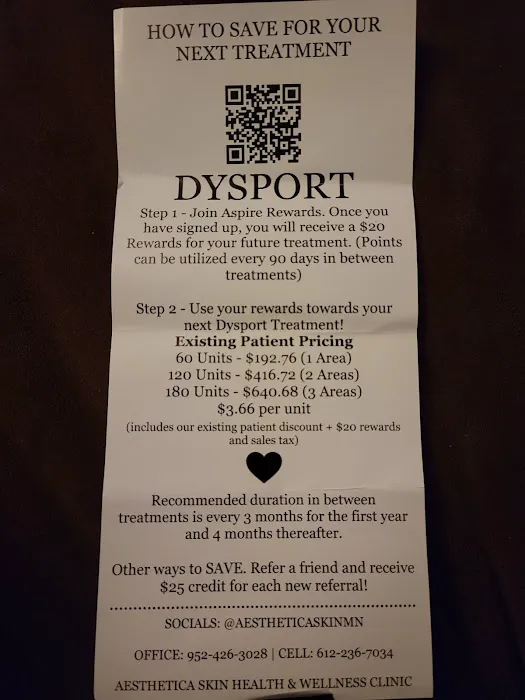 HOW TO SAVE FOR YOUR
NEXT TREATMENT
DYSPORT
Step 1 - Join Aspire Rewards. Once you
have signed up, you will receive a $20
Rewards for your future treatment. (Points
can be utilized every 90 days in between
treatments)
Step 2 - Use your rewards towards your
next Dysport Treatment!
Existing Patient Pricing
60 Units - $192.76 (1 Area)
120 Units - $416.72 (2 Areas)
180 Units - $640.68 (3 Areas)
$3.66 per unit
(includes our existing patient discount + $20 rewards
and sales tax)
Recommended duration in between
treatments is every 3 months for the first year
and 4 months thereafter.
Other ways to SAVE. Refer a friend and receive
$25 credit for each new referral!
SOCIALS: @AESTHETICASKINMN
OFFICE: 952-426-3028 | CELL: 612-236-7034
AESTHETICA SKIN HEALTH & WELLNESS CLINIC